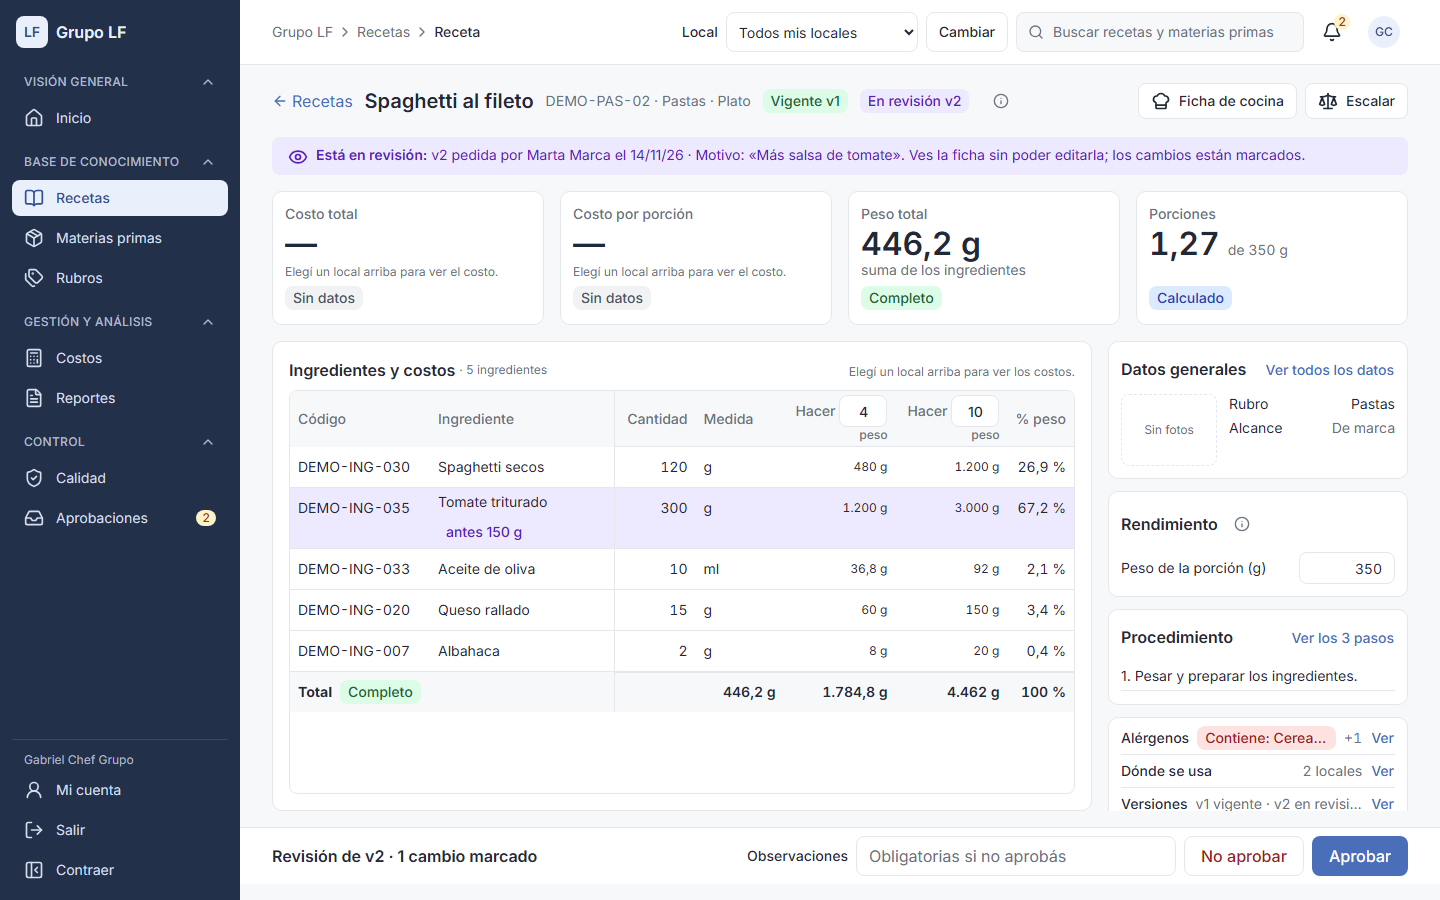 LF Grupo LF
VISIÓN GENERAL
Inicio
BASE DE CONOCIMIENTO
Recetas
Materias primas
Rubros
GESTIÓN Y ANÁLISIS
Costos
Reportes
CONTROL
Calidad
Aprobaciones 2
Gabriel Chef Grupo
Mi cuenta
Salir
Contraer
Grupo LF > Recetas > Receta
Local Todos mis locales Cambiar Buscar recetas y materias primas 2 GC
← Recetas Spaghetti al fileto DEMO-PAS-02 · Pastas · Plato Vigente v1 En revisión v2 Ficha de cocina Escalar
Está en revisión: v2 pedida por Marta Marca el 14/11/26 · Motivo: «Más salsa de tomate». Ves la ficha sin poder editarla; los cambios están marcados.
Costo total
—
Elegí un local arriba para ver el costo.
Sin datos
Costo por porción
—
Elegí un local arriba para ver el costo.
Sin datos
Peso total
446,2 g
suma de los ingredientes
Completo
Porciones
1,27 de 350 g
Calculado
Ingredientes y costos · 5 ingredientes Elegí un local arriba para ver los costos.
Código Ingrediente Cantidad Medida Hacer 4 peso Hacer 10 peso % peso
DEMO-ING-030 Spaghetti secos 120 g 480 g 1.200 g 26,9 %
DEMO-ING-035 Tomate triturado 300 g 1.200 g 3.000 g 67,2 %
antes 150 g
DEMO-ING-033 Aceite de oliva 10 ml 36,8 g 92 g 2,1 %
DEMO-ING-020 Queso rallado 15 g 60 g 150 g 3,4 %
DEMO-ING-007 Albahaca 2 g 8 g 20 g 0,4 %
Total Completo 446,2 g 1.784,8 g 4.462 g 100 %
Datos generales Ver todos los datos
Sin fotos
Rubro Pastas
Alcance De marca
Rendimiento
Peso de la porción (g) 350
Procedimiento Ver los 3 pasos
1. Pesar y preparar los ingredientes.
Alérgenos Contiene: Cerea... +1 Ver
Dónde se usa 2 locales Ver
Versiones v1 vigente · v2 en revisi... Ver
Revisión de v2 · 1 cambio marcado Observaciones Obligatorias si no aprobás No aprobar Aprobar